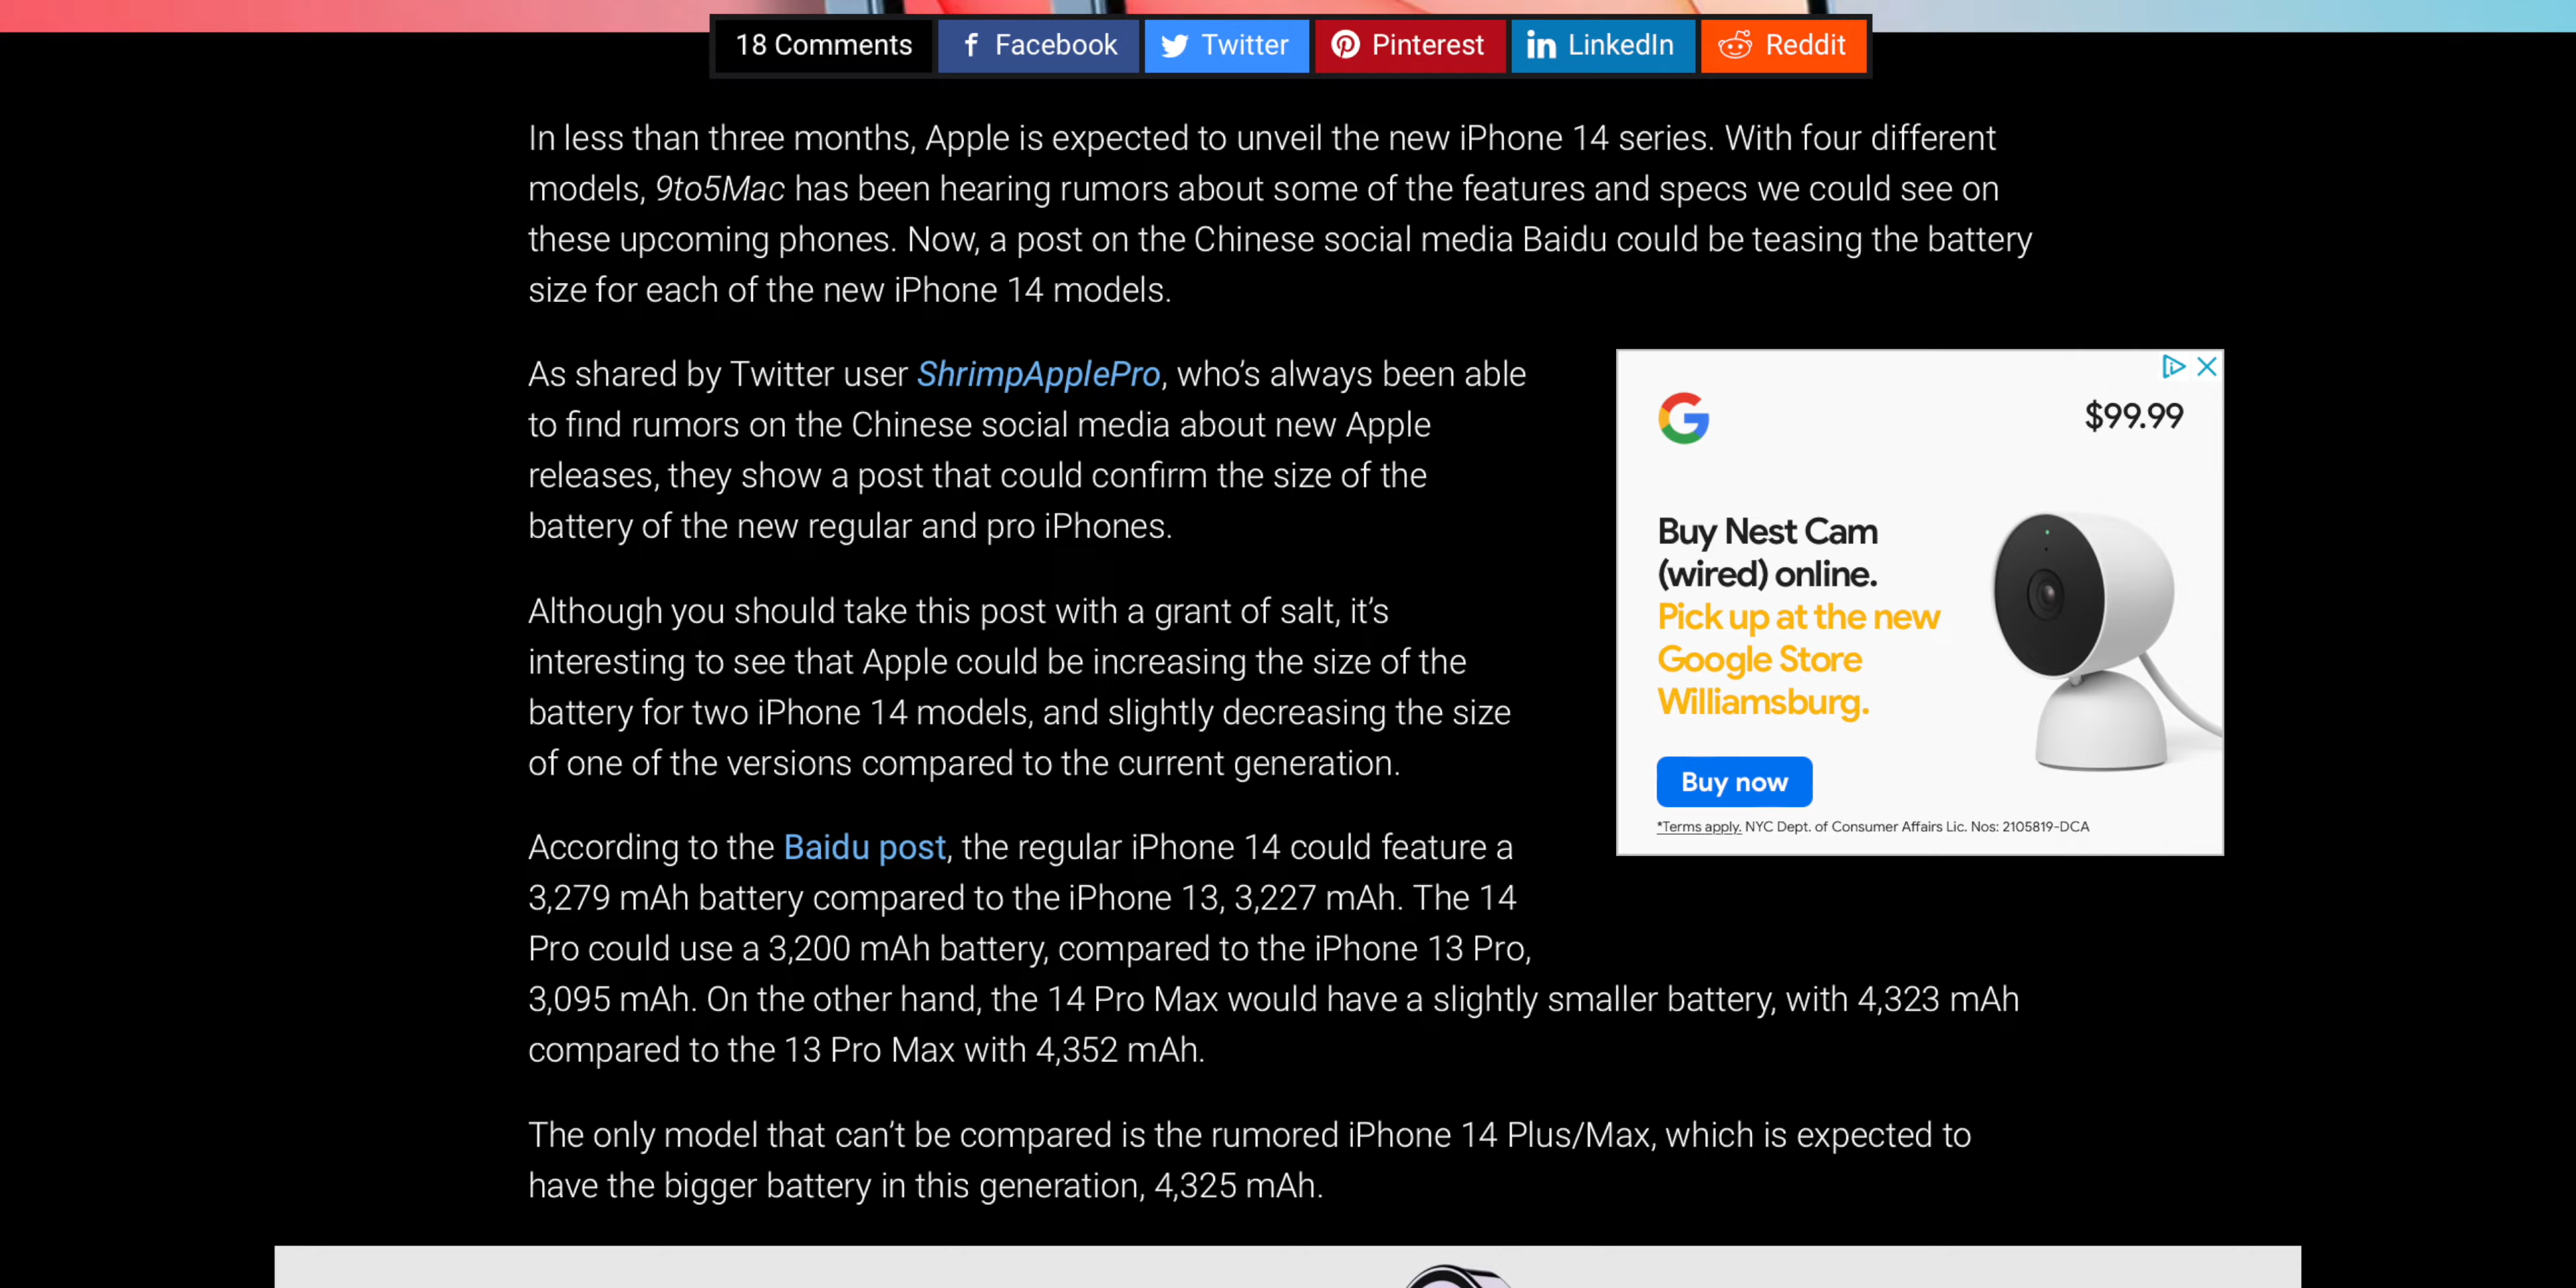 18 Comments
Facebook
Twitter
Pinterest
LinkedIn
Reddit
In less than three months, Apple is expected to unveil the new iPhone 14 series. With four different
models, 9to5Mac has been hearing rumors about some of the features and specs we could see on
these upcoming phones. Now, a post on the Chinese social media Baidu could be teasing the battery
size for each of the new iPhone 14 models.
As shared by Twitter user ShrimpApplePro, who's always been able
to find rumors on the Chinese social media about new Apple
releases, they show a post that could confirm the size of the
battery of the new regular and pro iPhones.
Although you should take this post with a grant of salt, it's
interesting to see that Apple could be increasing the size of the
battery for two iPhone 14 models, and slightly decreasing the size
of one of the versions compared to the current generation.
According to the Baidu post, the regular iPhone 14 could feature a
3,279 mAh battery compared to the iPhone 13, 3,227 mAh. The 14
Pro could use a 3,200 mAh battery, compared to the iPhone 13 Pro,
3,095 mAh. On the other hand, the 14 Pro Max would have a slightly smaller battery, with 4,323 mAh
compared to the 13 Pro Max with 4,352 mAh.
The only model that can't be compared is the rumored iPhone 14 Plus/Max, which is expected to
have the bigger battery in this generation, 4,325 mAh.
$99.99
Buy Nest Cam
(wired) online.
Pick up at the new
Google Store
Williamsburg.
Buy now
*Terms apply. NYC Dept. of Consumer Affairs Lic. Nos: 2105819-DCA